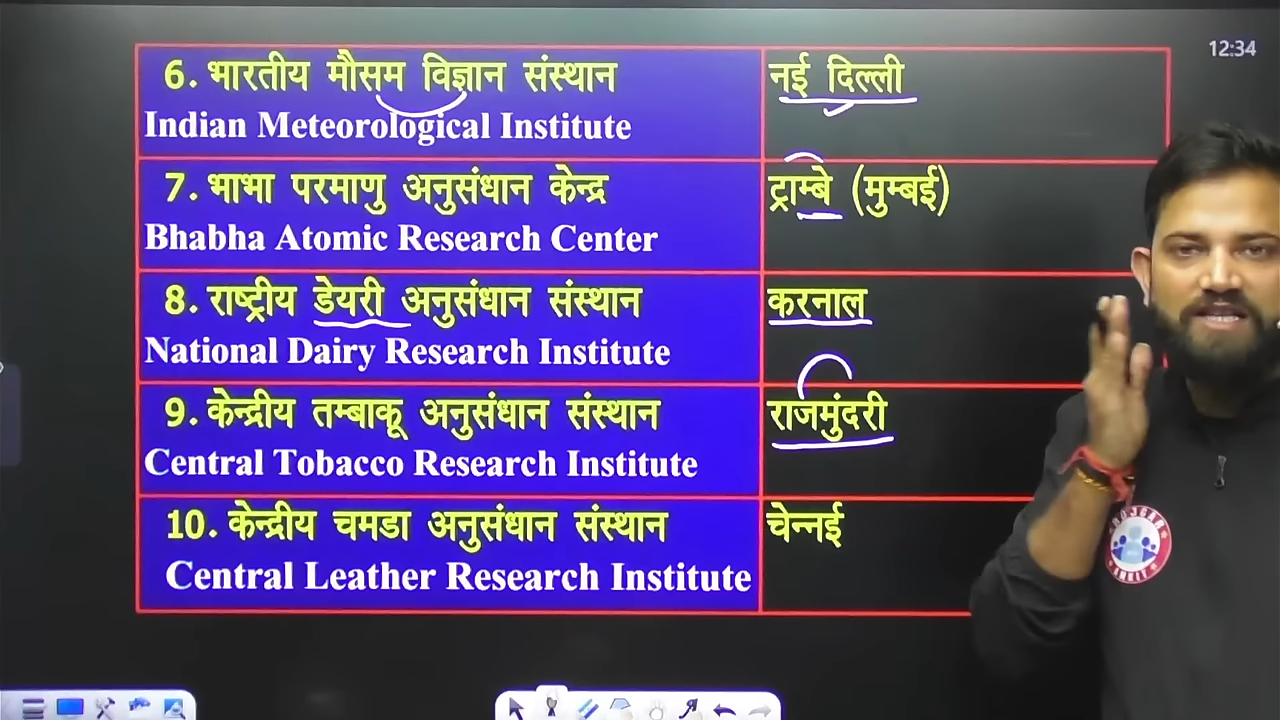 12:34
6. भारतीय मौसम विज्ञान संस्थान
Indian Meteorological Institute
नई दिल्ली
7. भाभा परमाणु अनुसंधान केन्द्र
Bhabha Atomic Research Center
ट्राम्बे (मुम्बई)
8. राष्ट्रीय डेयरी अनुसंधान संस्थान
National Dairy Research Institute
करनाल
9. केन्द्रीय तम्बाकू अनुसंधान संस्थान
Central Tobacco Research Institute
राजमुंदरी
10. केन्द्रीय चमडा अनुसंधान संस्थान
Central Leather Research Institute
चेन्नई
ROJGAR
ANKIT